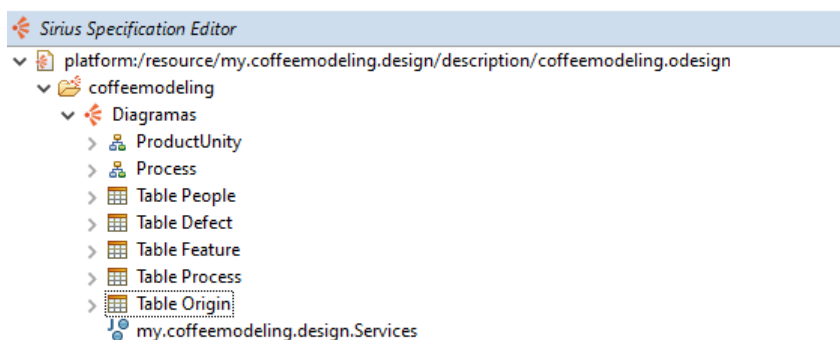 Sirius Specification Editor
platform:/resource/my.coffeemodeling.design/description/coffeemodeling.odesign
coffeemodeling
Diagramas
ProductUnity
Process
Table People
Table Defect
Table Feature
Table Process
Table Origin
my.coffeemodeling.design.Services